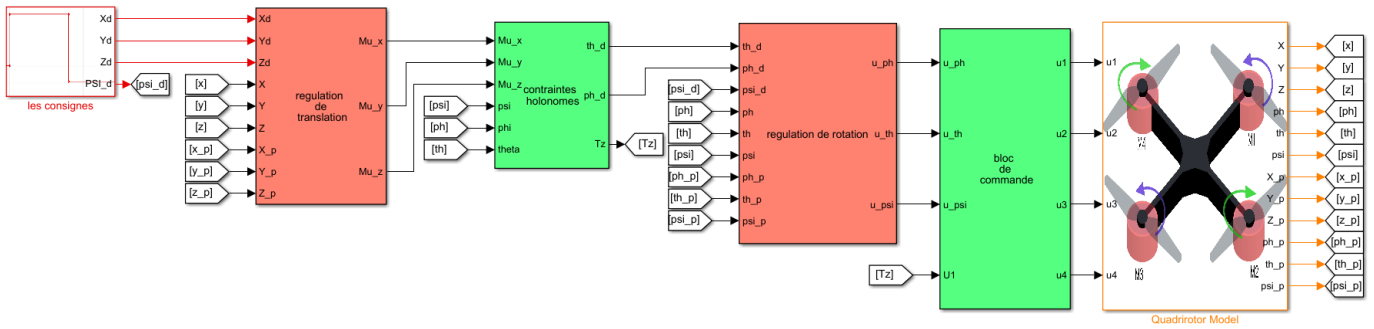 Xd
Yd
Zd
PSI_d
les consignes
[psi_d]
[x]
[y]
[z]
[x_p]
[y_p]
[z_p]
Xd
Yd
Zd
X
Y
Z
X_p
Y_p
Z_p
regulation
de
translation
Mu_x
Mu_y
Mu_z
[psi]
[ph]
[th]
Mu_x
Mu_y
Mu_z
psi
phi
theta
contraintes
holonomes
th_d
ph_d
Tz
[Tz]
[psi_d]
[ph]
[th]
[psi]
[ph_p]
[th_p]
[psi_p]
th_d
ph_d
psi_d
ph
th
psi
ph_p
th_p
psi_p
regulation de rotation
u_ph
u_th
u_psi
[Tz]
u_ph
u_th
u_psi
U1
bloc
de
commande
u1
u2
u3
u4
u1
u2
u3
u4
M1
M3
M2
X
Y
Z
ph
th
psi
X_p
Y_p
Z_p
ph_p
th_p
psi_p
Quadrirotor Model
[x]
[y]
[z]
[ph]
[th]
[psi]
[x_p]
[y_p]
[z_p]
[ph_p]
[th_p]
[psi_p]